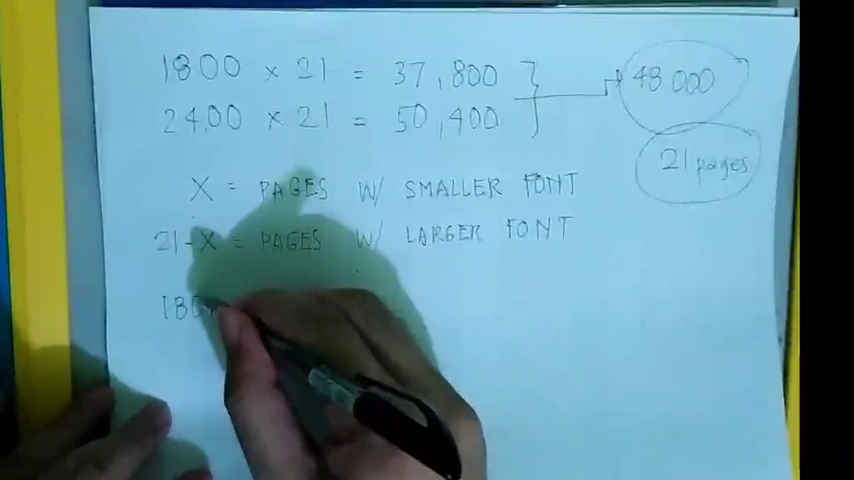 1800 x 21 = 37,800
2400 x 21 = 50,400
48 000
21 pages
X = PAGES W/ SMALLER FONT
21 - X = PAGES W/ LARGER FONT
180